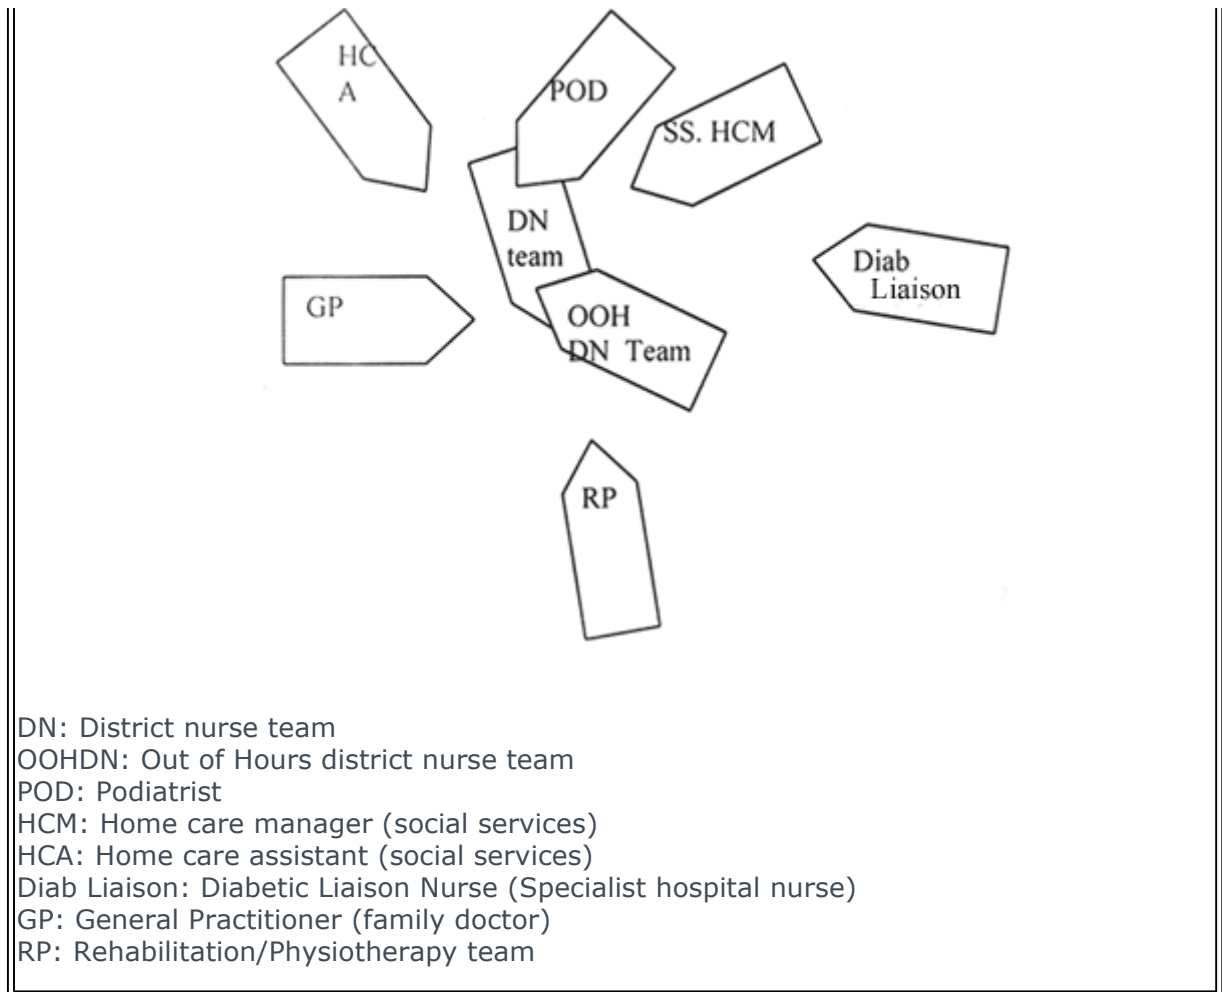 HC
A
POD
SS. HCM
DN
team
Diab
Liaison
GP
OOH
DN Team
RP
DN: District nurse team
OOHDN: Out of Hours district nurse team
POD: Podiatrist
HCM: Home care manager (social services)
HCA: Home care assistant (social services)
Diab Liaison: Diabetic Liaison Nurse (Specialist hospital nurse)
GP: General Practitioner (family doctor)
RP: Rehabilitation/Physiotherapy team